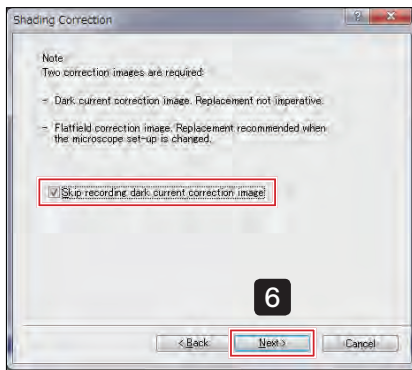 Shading Correction
?
Note
Two correction images are required:
- Dark current correction image. Replacement not imperative.
- Flatfield correction image. Replacement recommended when
the microscope set-up is changed.
Skip recording dark current correction image
6
< Back
Next >
Cancel